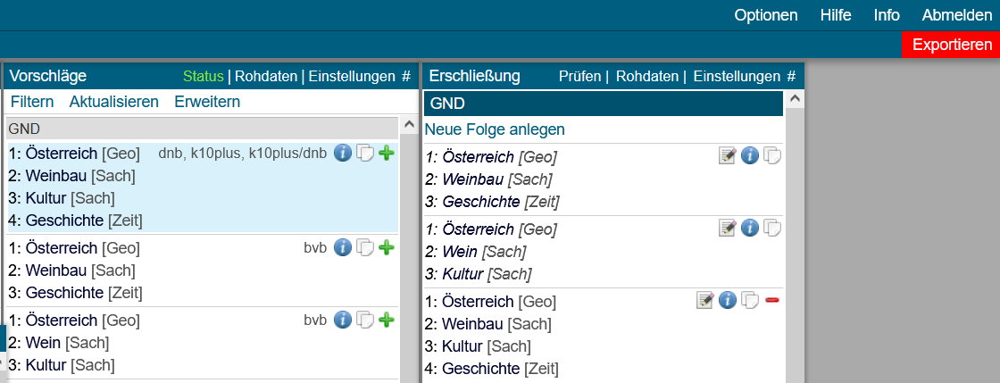 Optionen Hilfe Info Abmelden
Exportieren
Vorschläge Status | Rohdaten | Einstellungen #
Filtern Aktualisieren Erweitern
GND
1: Österreich [Geo] dnb, k10plus, k10plus/dnb
2: Weinbau [Sach]
3: Kultur [Sach]
4: Geschichte [Zeit]
1: Österreich [Geo] bvb
2: Weinbau [Sach]
3: Geschichte [Zeit]
1: Österreich [Geo] bvb
2: Wein [Sach]
3: Kultur [Sach]
Erschließung Prüfen | Rohdaten | Einstellungen #
GND
Neue Folge anlegen
1: Österreich [Geo]
2: Weinbau [Sach]
3: Geschichte [Zeit]
1: Österreich [Geo]
2: Wein [Sach]
3: Kultur [Sach]
1: Österreich [Geo]
2: Weinbau [Sach]
3: Kultur [Sach]
4: Geschichte [Zeit]